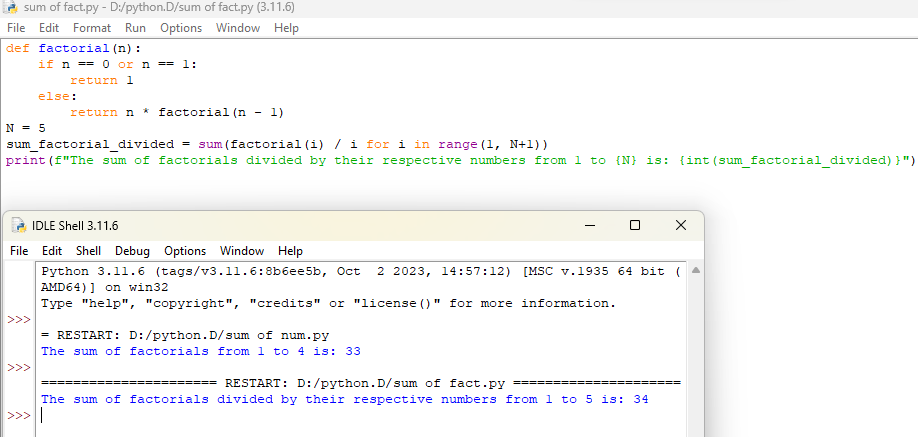 sum of fact.py - D:/python.D/sum of fact.py (3.11.6)
File Edit Format Run Options Window Help
def factorial(n):
    if n == 0 or n == 1:
        return 1
    else:
        return n * factorial(n - 1)
N = 5
sum_factorial_divided = sum(factorial(i) / i for i in range(1, N+1))
print(f"The sum of factorials divided by their respective numbers from 1 to {N} is: {int(sum_factorial_divided)}")
IDLE Shell 3.11.6
File Edit Shell Debug Options Window Help
Python 3.11.6 (tags/v3.11.6:8b6ee5b, Oct  2 2023, 14:57:12) [MSC v.1935 64 bit (
AMD64)] on win32
Type "help", "copyright", "credits" or "license()" for more information.
>>>
= RESTART: D:/python.D/sum of num.py
The sum of factorials from 1 to 4 is: 33
>>>
====================== RESTART: D:/python.D/sum of fact.py =====================
The sum of factorials divided by their respective numbers from 1 to 5 is: 34
>>>